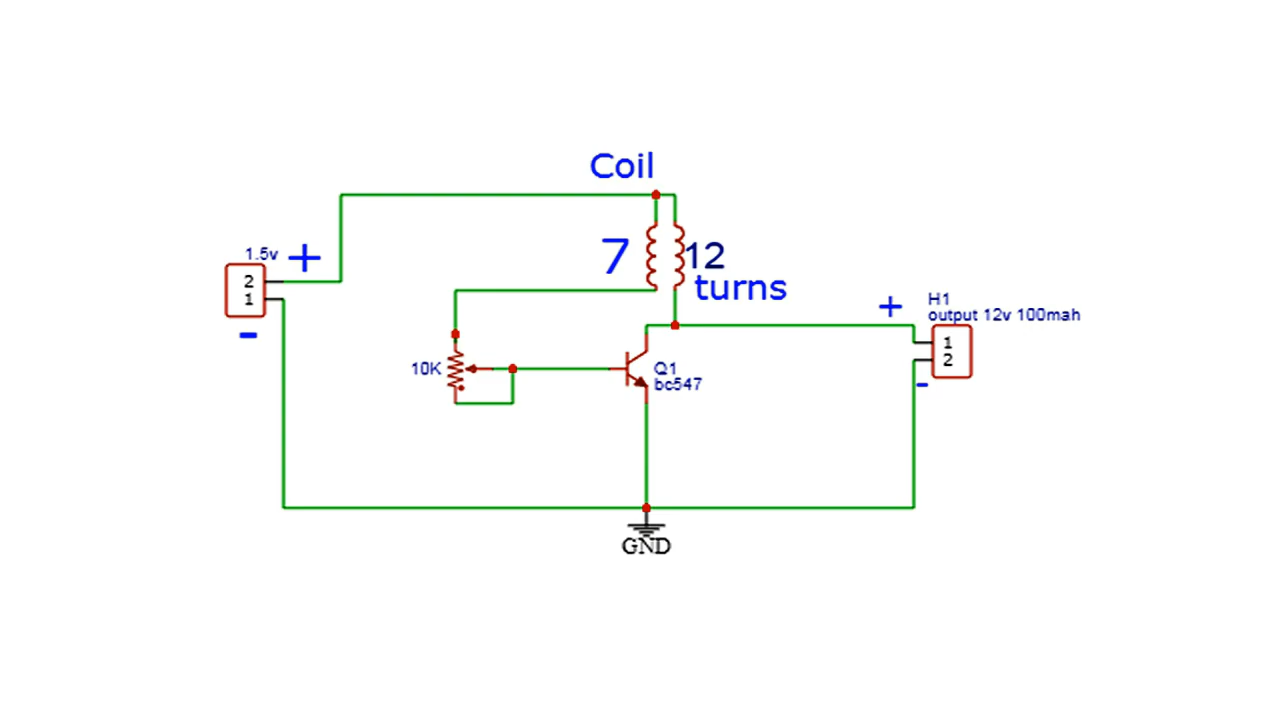 Coil
1.5v +
2
1
-
7
12
turns
+
H1
output 12v 100mah
1
2
-
10K
Q1
bc547
GND